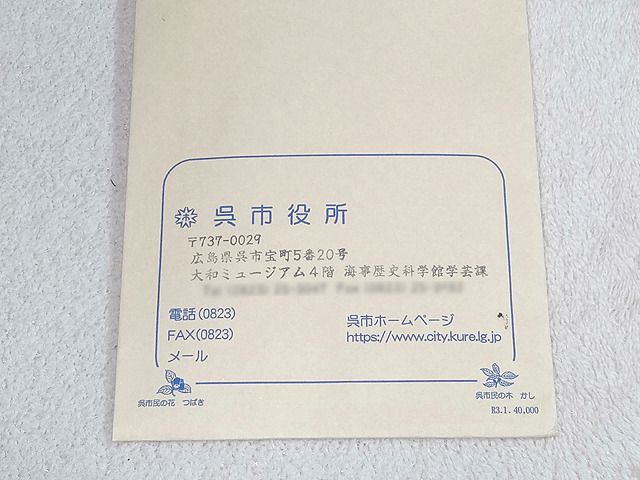 呉市役所
〒737-0029
広島県呉市宝町5番20号
大和ミュージアム4階 海事歴史科学館学芸課
電話(0823)
FAX(0823)
メール
呉市ホームページ
https://www.city.kure.lg.jp
呉市民の花 つばき
呉市民の木 かし
R3.1. 40,000